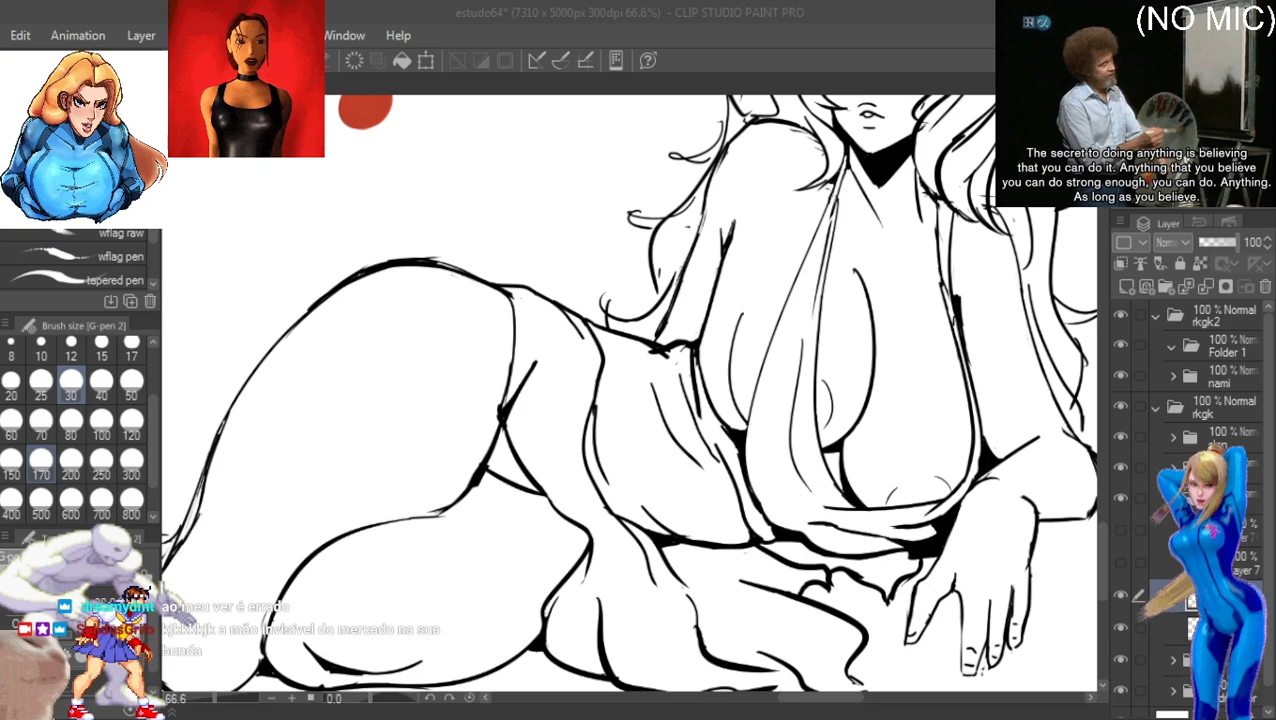 estudo64* (7310 x 5000px 300dpi 66.6%) - CLIP STUDIO PAINT PRO
(NO MIC)
Edit Animation Layer Window Help
The secret to doing anything is believing
that you can do it. Anything that you believe
you can do strong enough, you can do. Anything.
As long as you believe.
wflag raw
wflag pen
tapered pen
Brush size [G-pen 2]
8 10 12 15 17
20 25 30 40 50
60 70 80 100 120
150 170 200 250 300
400 500 600 700 800
Layer
100
100 % Normal
rkgk2
100 % Norm
Folder 1
100 % Norm
nami
100 % Normal
rkgk
100 % Norm
dreamydmt ao meu ver é errado
kjkkkkjk a mão invisível do mercado na sua
bunda
66.6
0.0